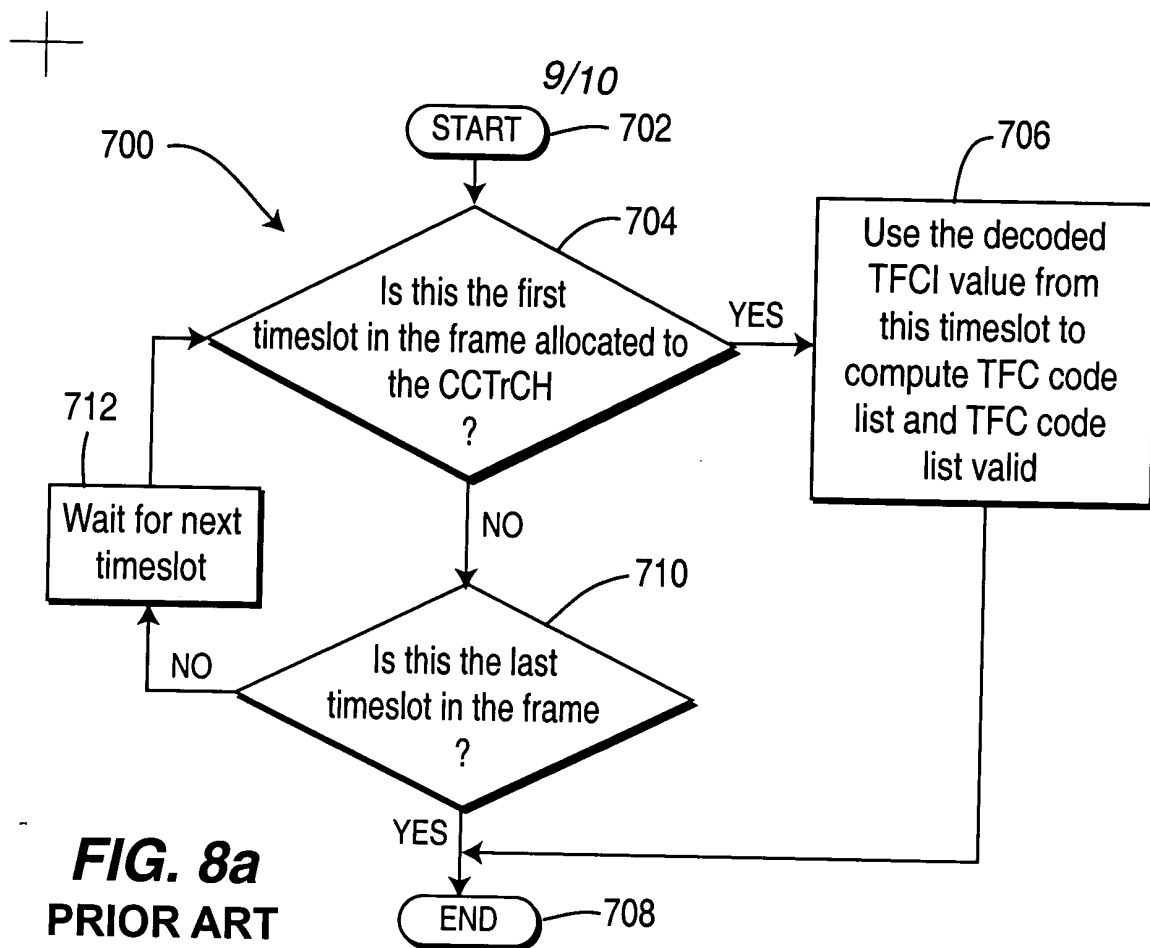 9/10
START
702
700
704
706
Is this the first
timeslot in the frame allocated to
the CCTrCH
?
YES
Use the decoded
TFCI value from
this timeslot to
compute TFC code
list and TFC code
list valid
712
Wait for next
timeslot
NO
710
Is this the last
timeslot in the frame
?
NO
YES
END
708
FIG. 8a
PRIOR ART